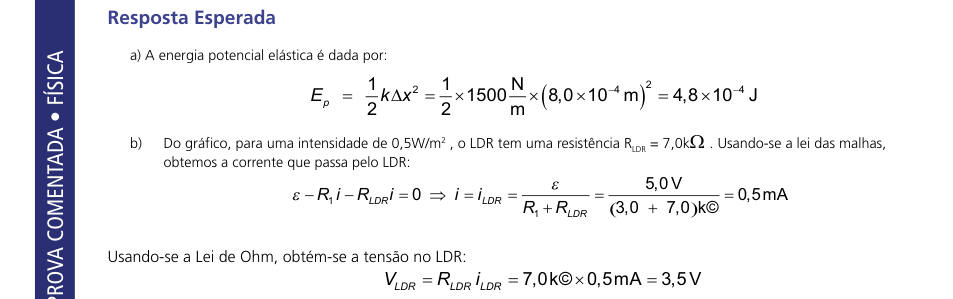 PROVA COMENTADA • FÍSICA
Resposta Esperada
a) A energia potencial elástica é dada por:
E_p = 1/2 kΔx² = 1/2 × 1500 N/m × (8,0 × 10⁻⁴ m)² = 4,8 × 10⁻⁴ J
b) Do gráfico, para uma intensidade de 0,5W/m² , o LDR tem uma resistência R_LDR = 7,0kΩ . Usando-se a lei das malhas,
obtemos a corrente que passa pelo LDR:
ε − R₁i − R_LDR i = 0 ⇒ i = i_LDR = ε / (R₁ + R_LDR) = 5,0 V / (3,0 + 7,0)k© = 0,5mA
Usando-se a Lei de Ohm, obtém-se a tensão no LDR:
V_LDR = R_LDR i_LDR = 7,0k© × 0,5mA = 3,5 V